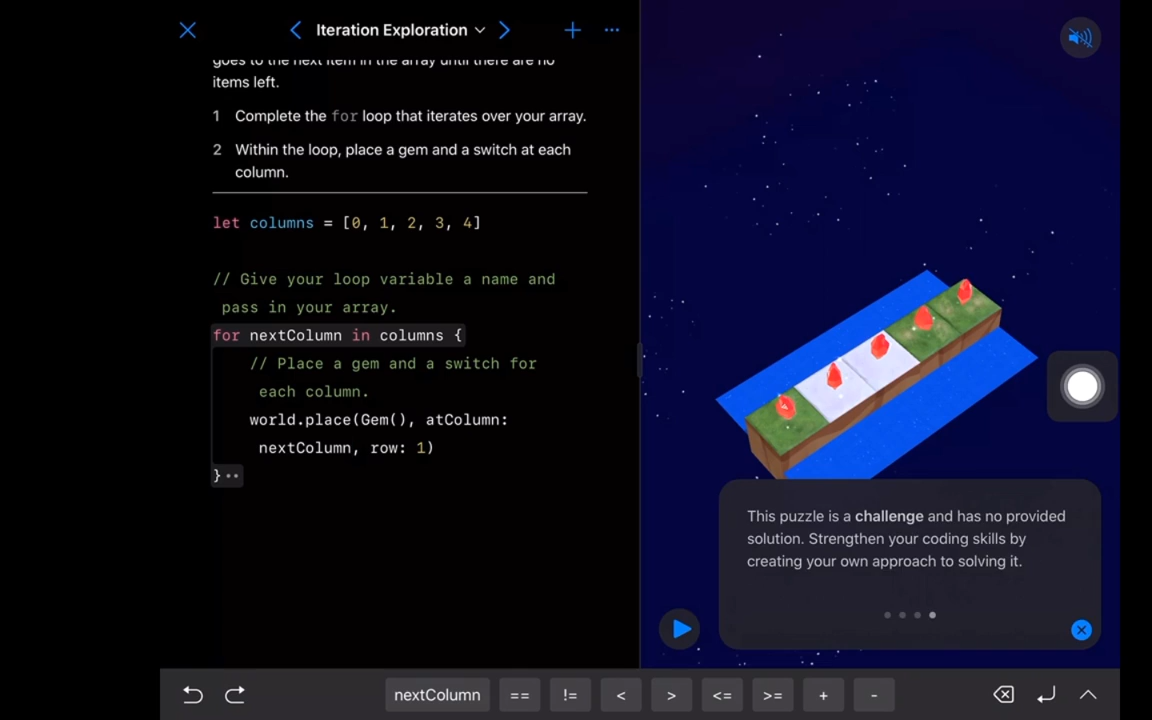 Iteration Exploration
goes to the next item in the array until there are no
items left.
1 Complete the for loop that iterates over your array.
2 Within the loop, place a gem and a switch at each
column.
let columns = [0, 1, 2, 3, 4]
// Give your loop variable a name and
pass in your array.
for nextColumn in columns {
// Place a gem and a switch for
each column.
world.place(Gem(), atColumn:
nextColumn, row: 1)
}
This puzzle is a challenge and has no provided
solution. Strengthen your coding skills by
creating your own approach to solving it.
nextColumn == != < > <= >= + -